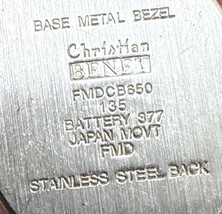 BASE METAL BEZEL
Christian
BENET
FMDCB650
135
BATTERY 377
JAPAN MOVT
FMD
STAINLESS STEEL BACK